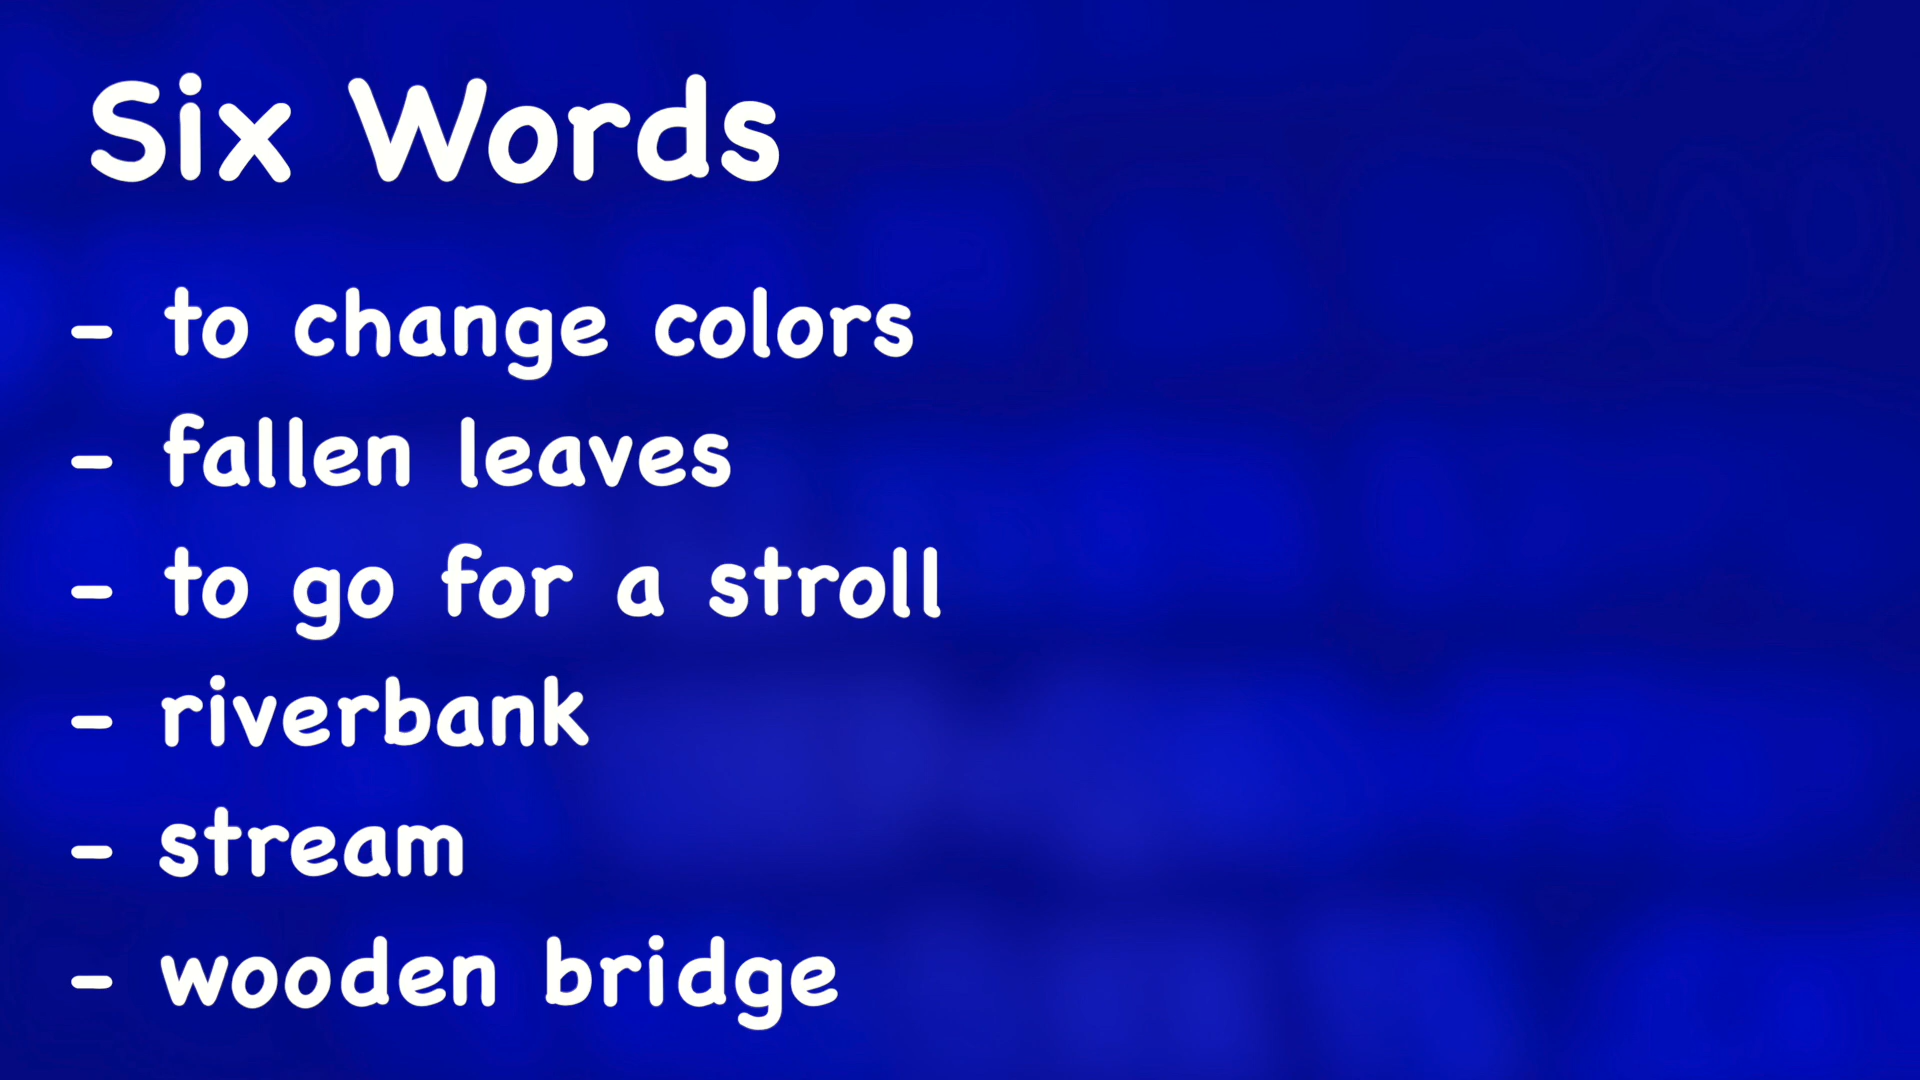 Six Words
- to change colors
- fallen leaves
- to go for a stroll
- riverbank
- stream
- wooden bridge